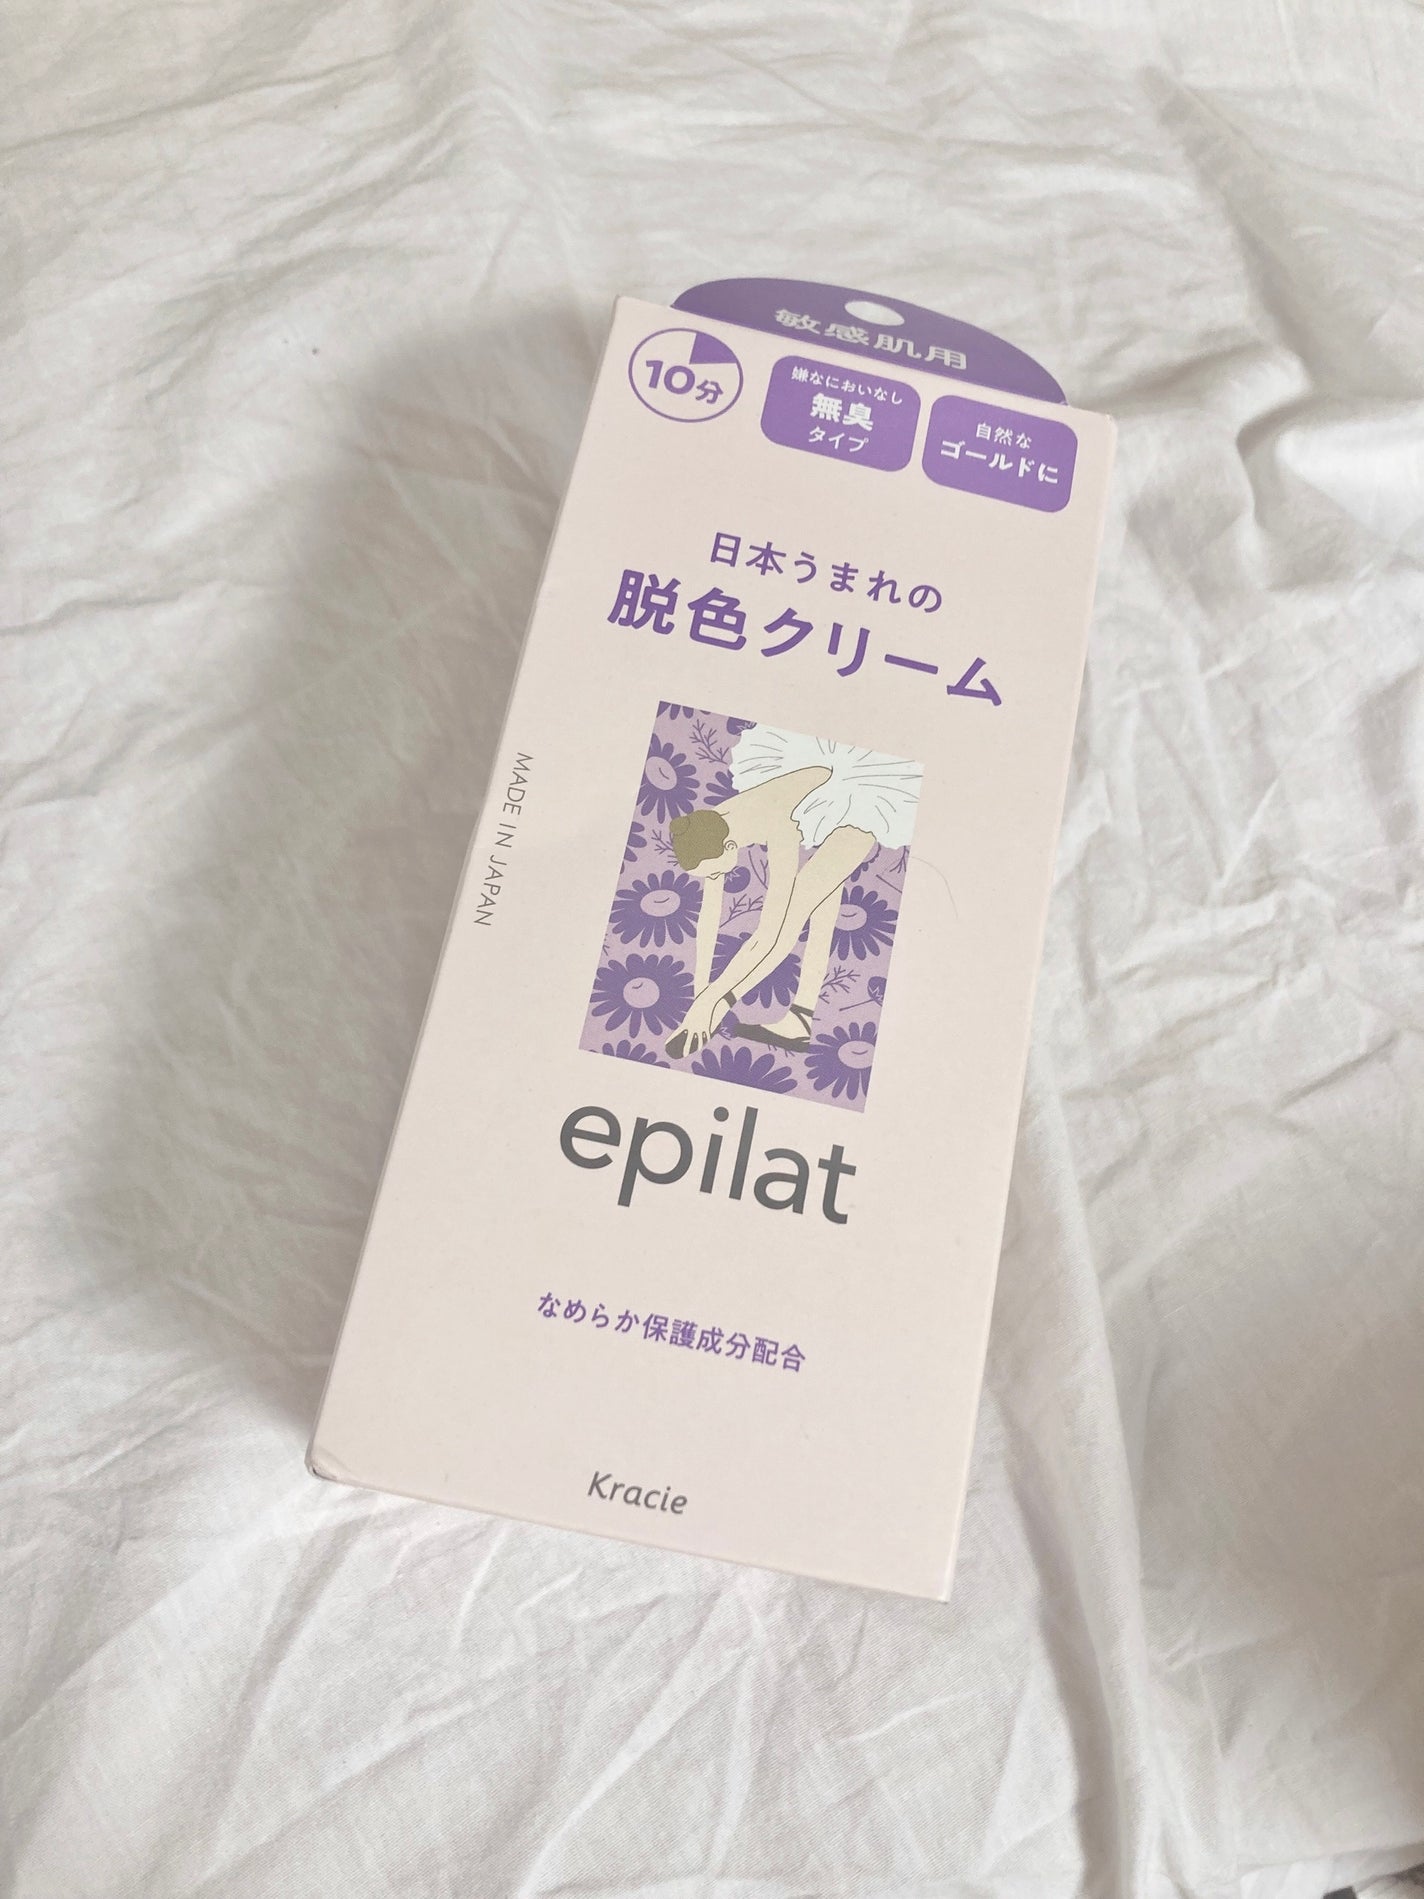 敏感肌用
10分
嫌なにおいなし
無臭
タイプ
自然な
ゴールドに
日本うまれの
脱色クリーム
MADE IN JAPAN
epilat
なめらか保護成分配合
Kracie